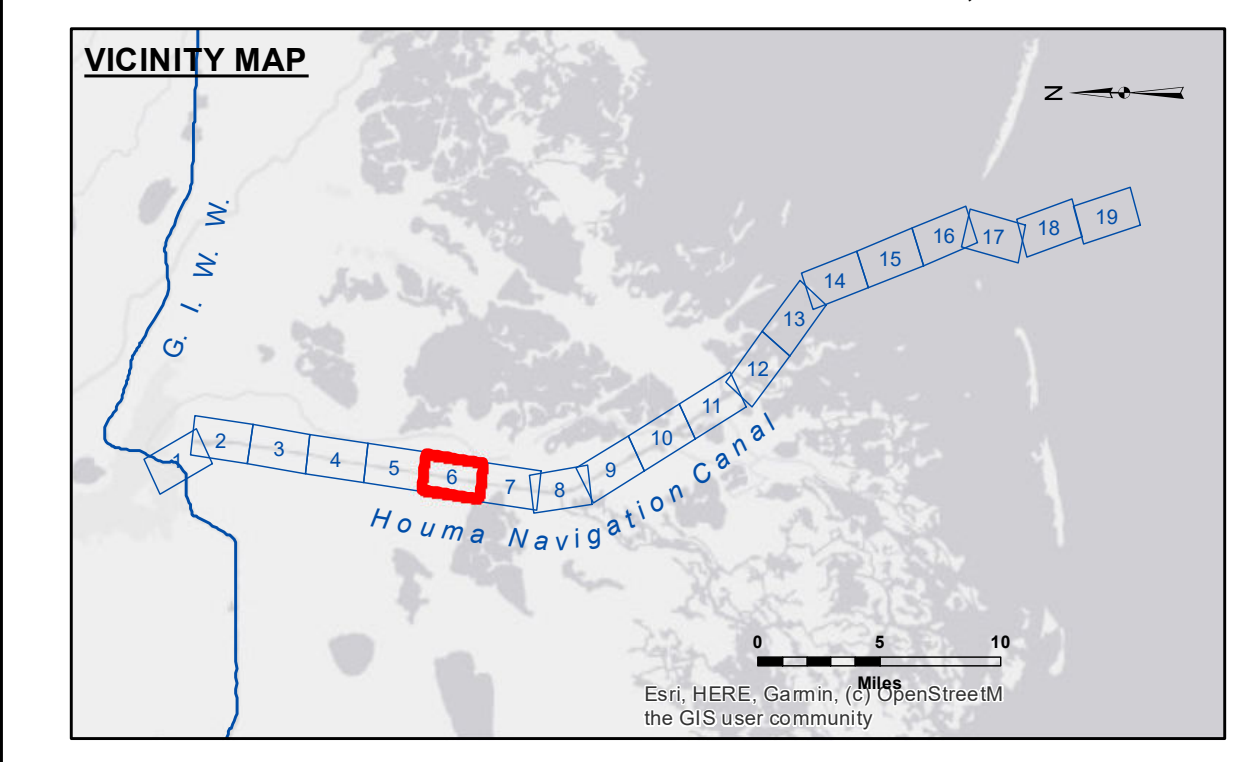 VICINITY MAP
N
G. I. W. W.
1
2
3
4
5
6
7
8
9
10
11
12
13
14
15
16
17
18
19
Houma Navigation Canal
0 5 10
Miles
Esri, HERE, Garmin, (c) OpenStreetM
the GIS user community